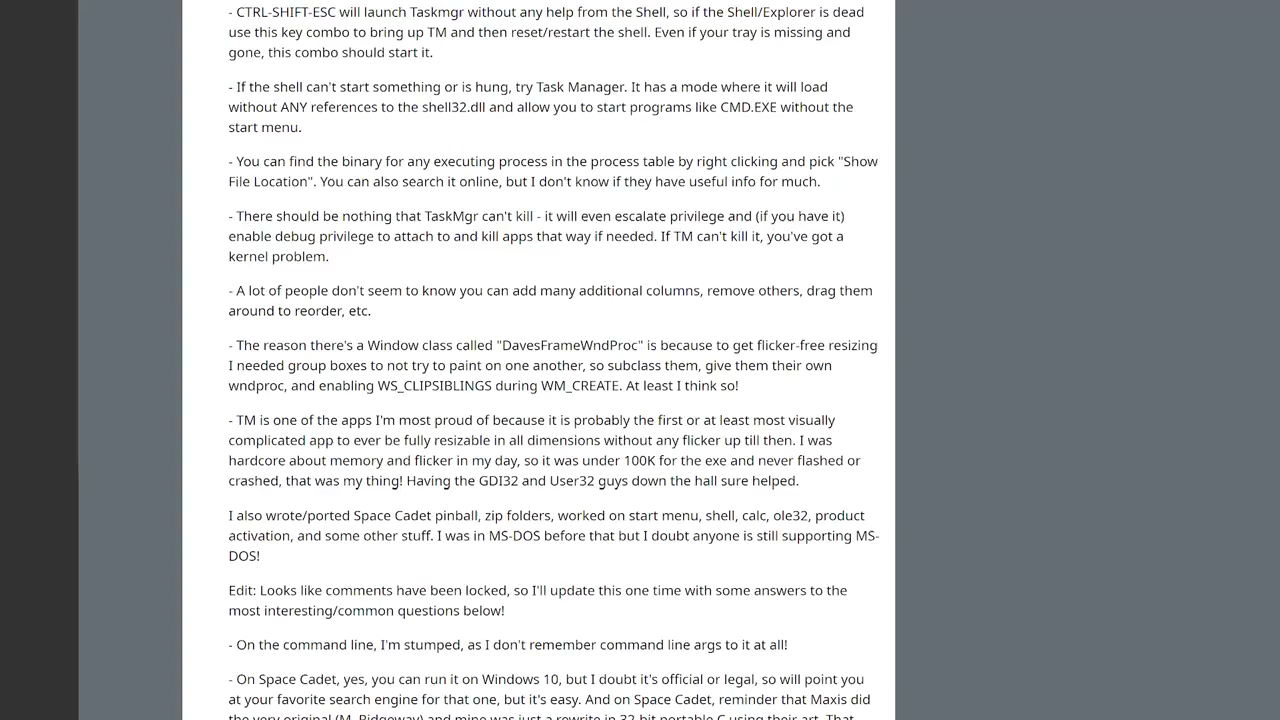 - CTRL-SHIFT-ESC will launch Taskmgr without any help from the Shell, so if the Shell/Explorer is dead
use this key combo to bring up TM and then reset/restart the shell. Even if your tray is missing and
gone, this combo should start it.
- If the shell can't start something or is hung, try Task Manager. It has a mode where it will load
without ANY references to the shell32.dll and allow you to start programs like CMD.EXE without the
start menu.
- You can find the binary for any executing process in the process table by right clicking and pick "Show
File Location". You can also search it online, but I don't know if they have useful info for much.
- There should be nothing that TaskMgr can't kill - it will even escalate privilege and (if you have it)
enable debug privilege to attach to and kill apps that way if needed. If TM can't kill it, you've got a
kernel problem.
- A lot of people don't seem to know you can add many additional columns, remove others, drag them
around to reorder, etc.
- The reason there's a Window class called "DavesFrameWndProc" is because to get flicker-free resizing
I needed group boxes to not try to paint on one another, so subclass them, give them their own
wndproc, and enabling WS_CLIPSIBLINGS during WM_CREATE. At least I think so!
- TM is one of the apps I'm most proud of because it is probably the first or at least most visually
complicated app to ever be fully resizable in all dimensions without any flicker up till then. I was
hardcore about memory and flicker in my day, so it was under 100K for the exe and never flashed or
crashed, that was my thing! Having the GDI32 and User32 guys down the hall sure helped.
I also wrote/ported Space Cadet pinball, zip folders, worked on start menu, shell, calc, ole32, product
activation, and some other stuff. I was in MS-DOS before that but I doubt anyone is still supporting MS-
DOS!
Edit: Looks like comments have been locked, so I'll update this one time with some answers to the
most interesting/common questions below!
- On the command line, I'm stumped, as I don't remember command line args to it at all!
- On Space Cadet, yes, you can run it on Windows 10, but I doubt it's official or legal, so will point you
at your favorite search engine for that one, but it's easy. And on Space Cadet, reminder that Maxis did
the very original (M. Ridgeway) and mine was just a rewrite in 32-bit portable C using their art. That